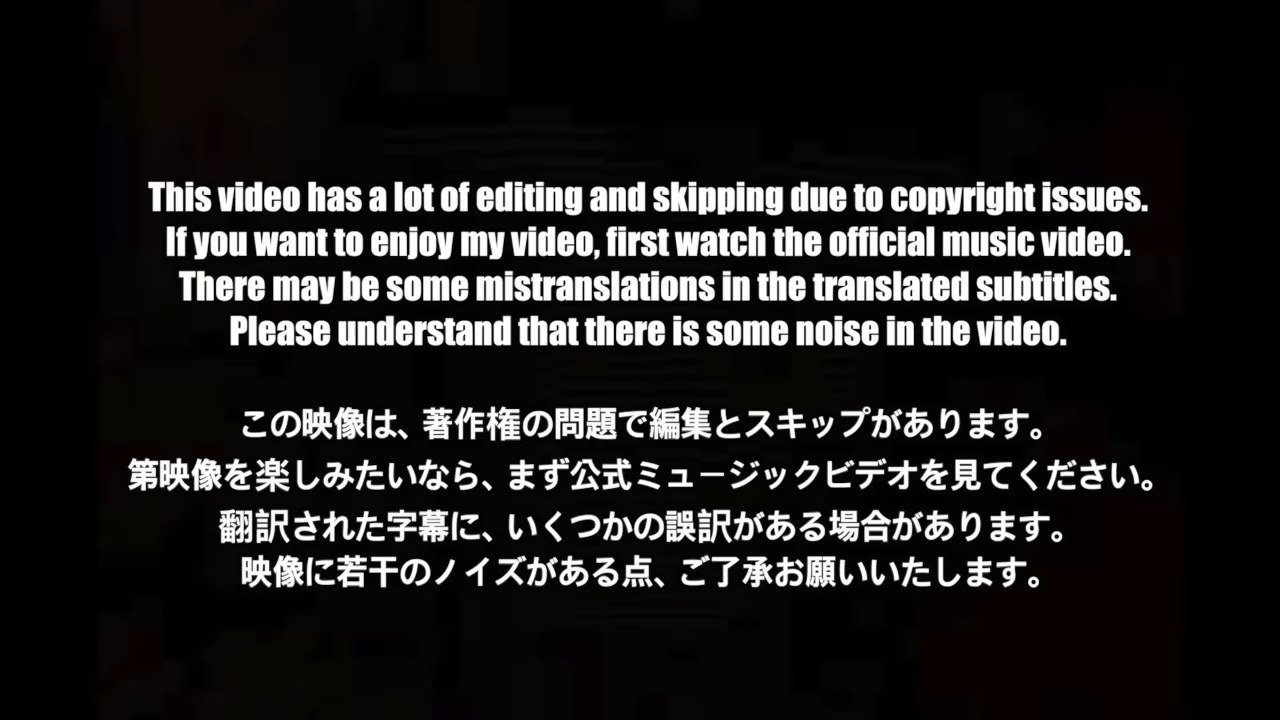 This video has a lot of editing and skipping due to copyright issues.
If you want to enjoy my video, first watch the official music video.
There may be some mistranslations in the translated subtitles.
Please understand that there is some noise in the video.
この映像は、著作権の問題で編集とスキップがあります。
第映像を楽しみたいなら、まず公式ミュージックビデオを見てください。
翻訳された字幕に、いくつかの誤訳がある場合があります。
映像に若干のノイズがある点、ご了承お願いいたします。